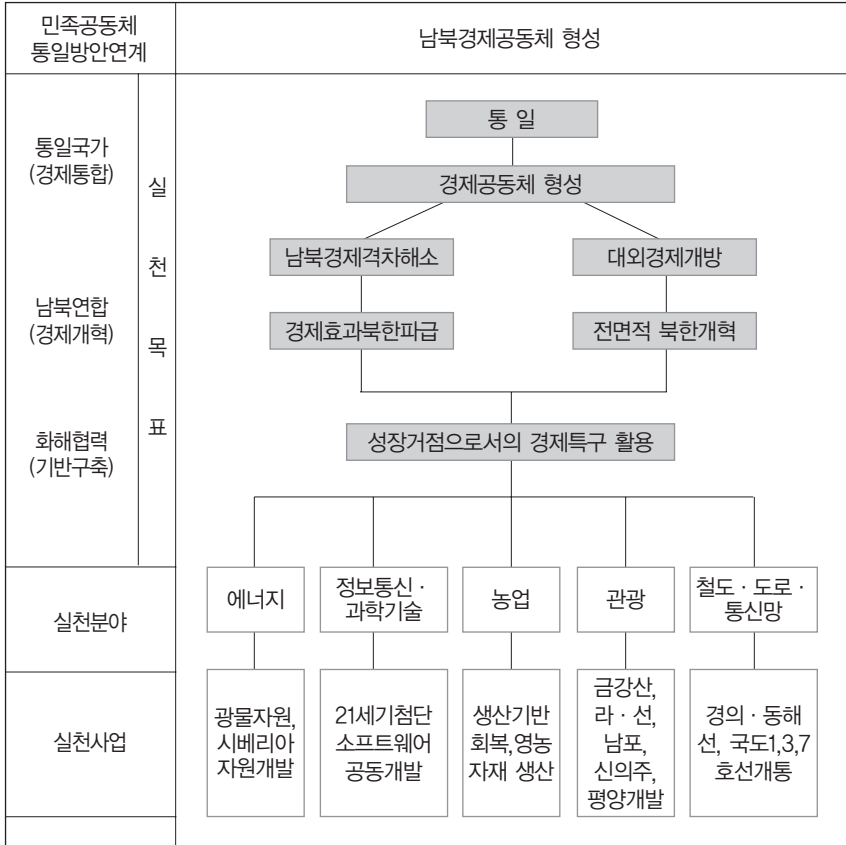 민족공동체
통일방안연계
남북경제공동체 형성
통일국가
(경제통합)
남북연합
(경제개혁)
화해협력
(기반구축)
실
천
목
표
통 일
경제공동체 형성
남북경제격차해소
대외경제개방
경제효과북한파급
전면적 북한개혁
성장거점으로서의 경제특구 활용
실천분야
에너지
정보통신 ·
과학기술
농업
관광
철도 · 도로 ·
통신망
실천사업
광물자원,
시베리아
자원개발
21세기첨단
소프트웨어
공동개발
생산기반
회복,영농
자재 생산
금강산,
라 · 선,
남포,
신의주,
평양개발
경의 · 동해
선, 국도1,3,7
호선개통